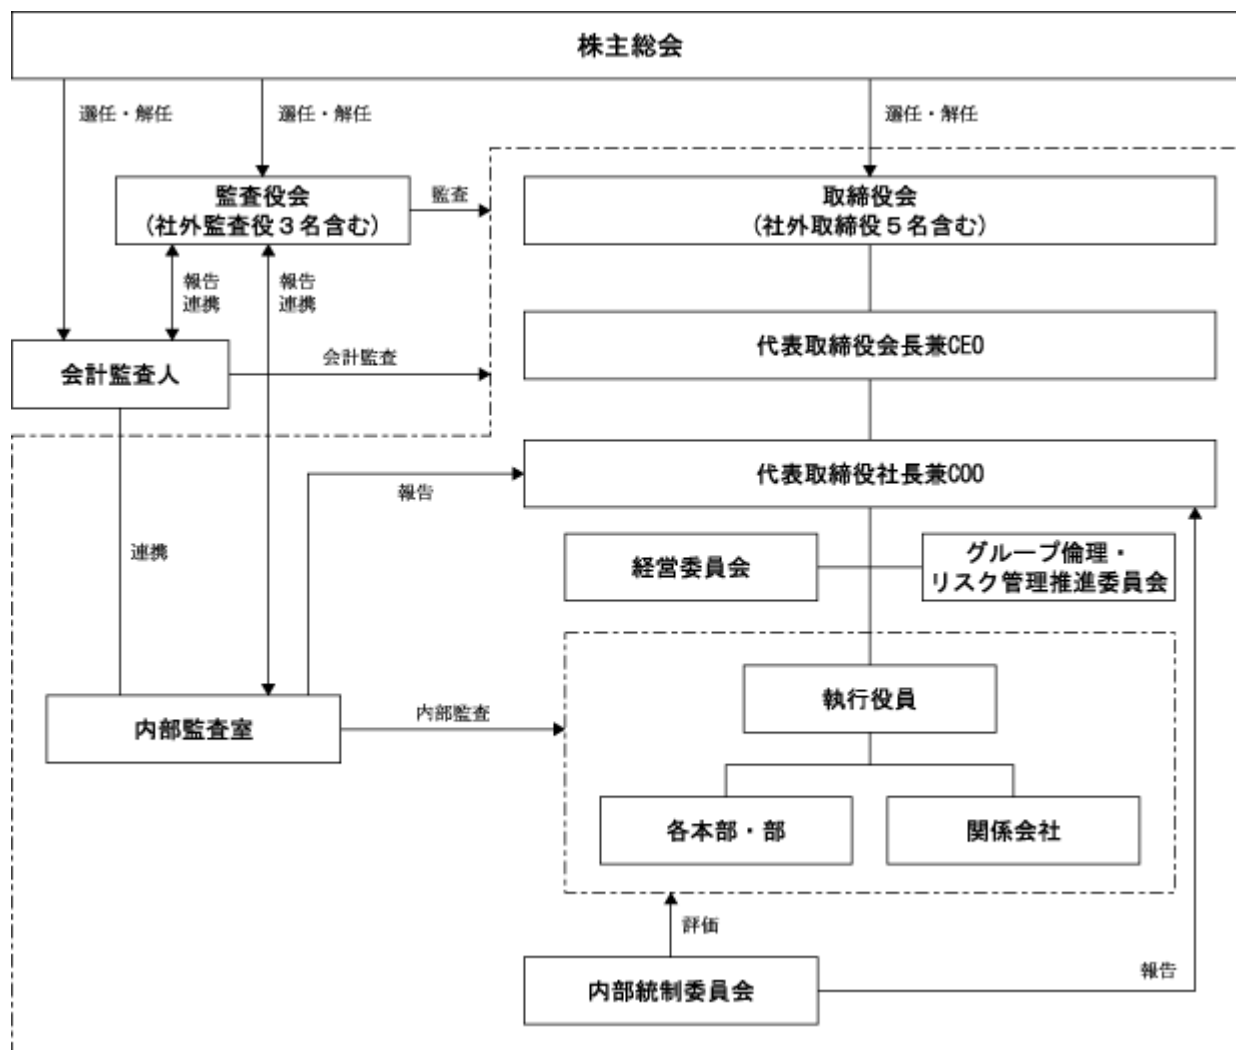 株主総会
選任・解任
選任・解任
選任・解任
監査役会
(社外監査役３名含む)
監査
取締役会
(社外取締役５名含む)
報告
連携
報告
連携
代表取締役会長兼CEO
会計監査人
会計監査
代表取締役社長兼COO
報告
連携
経営委員会
グループ倫理・
リスク管理推進委員会
執行役員
内部監査室
内部監査
各本部・部
関係会社
評価
内部統制委員会
報告